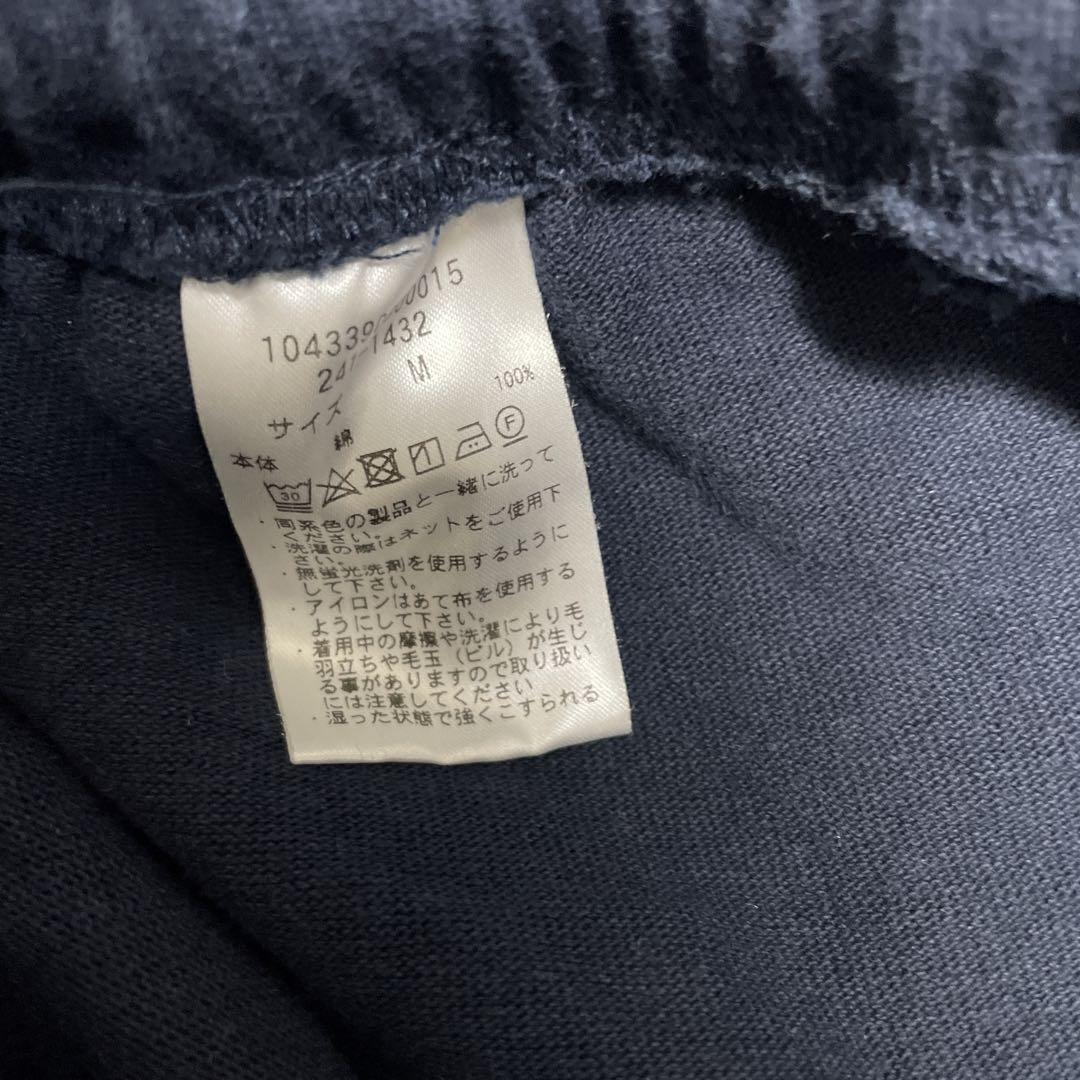 0015
241-1432
サイズ M
本体 綿 100%
30 F
・同系色の製品と一緒に洗って
ください。
・洗濯の際はネットをご使用下
さい。
・無蛍光洗剤を使用するように
して下さい。
・アイロンはあて布を使用する
ようにして下さい。
・着用中の摩擦や洗濯により毛
羽立ちや毛玉（ピル）が生じ
る事がありますので取り扱い
には注意してください
・湿った状態で強くこすられる